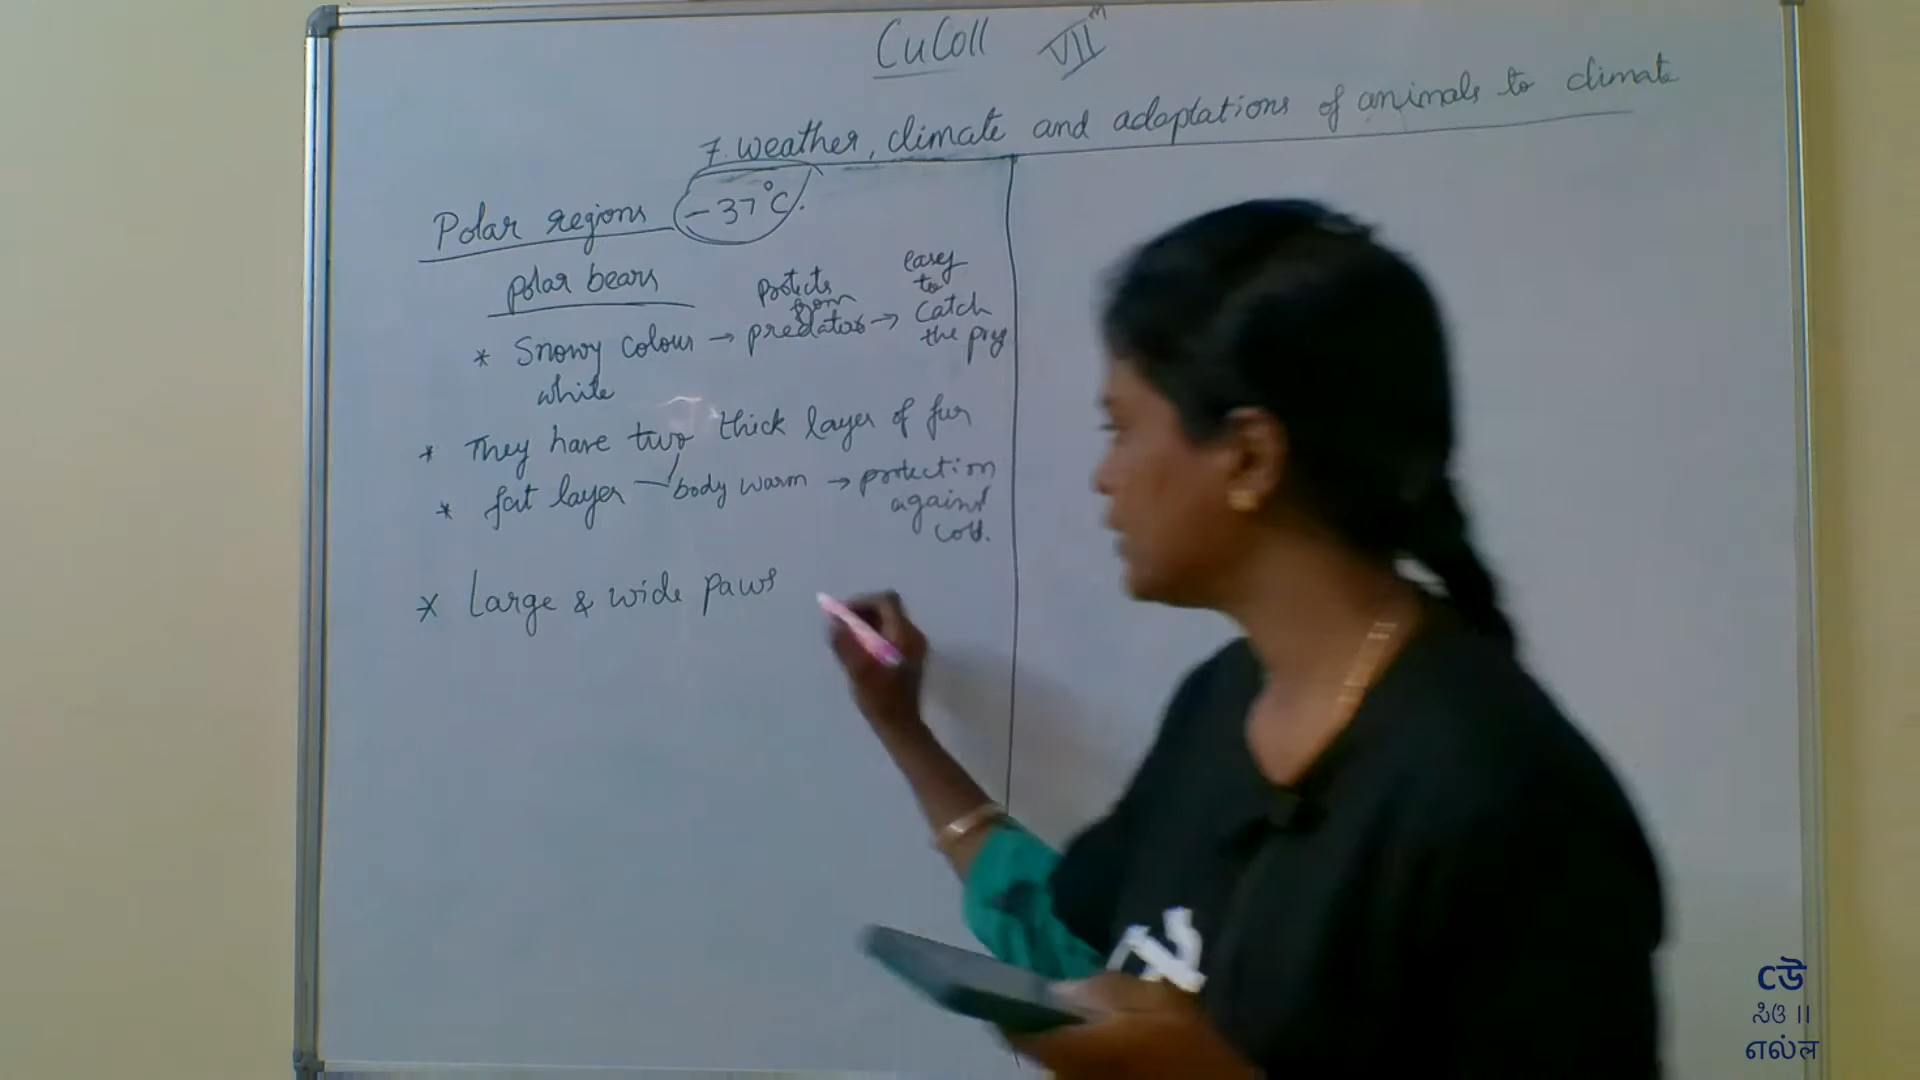 CuColl VII
7. weather, climate and adaptations of animals to climate
Polar regions -37°C.
polar bears
* Snowy colour → protects from predators → easy to catch the prey
white
* They have two thick layer of fur
* fat layer — body warm → protection against cold.
* Large & wide paws
Cউ
ಸಿಓ ॥
எல்ல